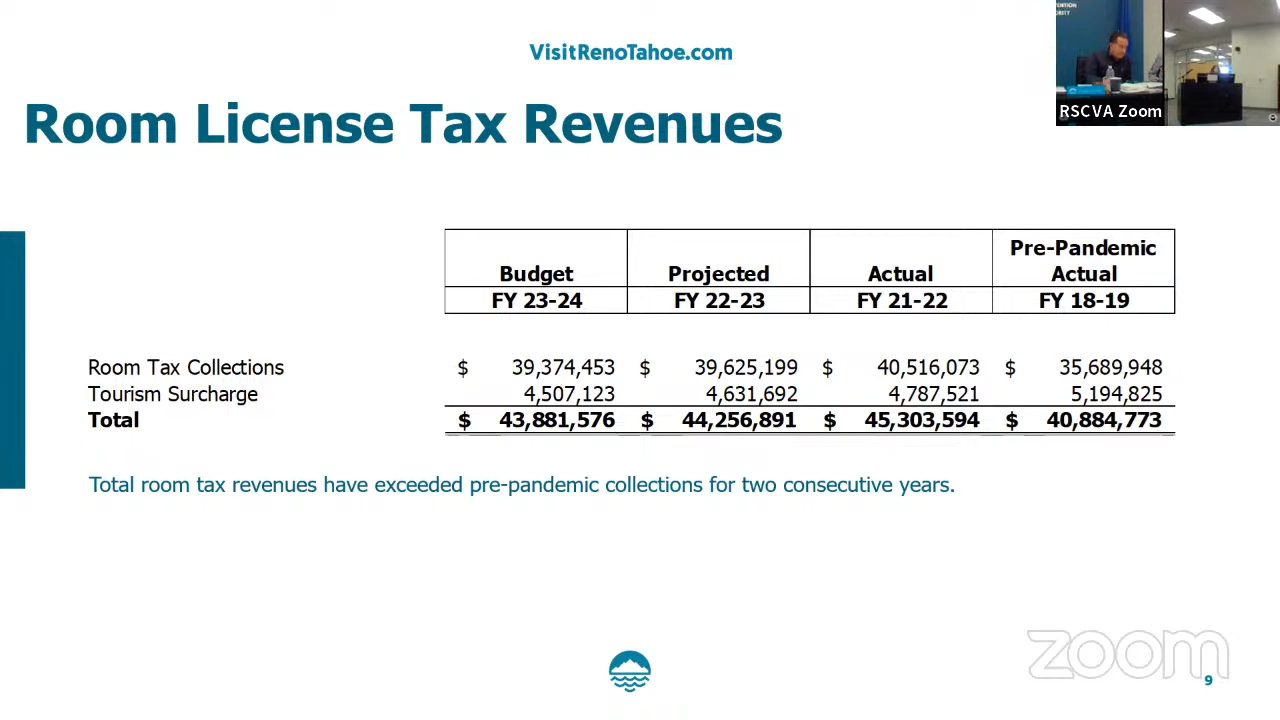 VisitRenoTahoe.com
RSCVA Zoom
Room License Tax Revenues
Pre-Pandemic
Budget Projected Actual Actual
FY 23-24 FY 22-23 FY 21-22 FY 18-19
Room Tax Collections $ 39,374,453 $ 39,625,199 $ 40,516,073 $ 35,689,948
Tourism Surcharge 4,507,123 4,631,692 4,787,521 5,194,825
Total $ 43,881,576 $ 44,256,891 $ 45,303,594 $ 40,884,773
Total room tax revenues have exceeded pre-pandemic collections for two consecutive years.
zoom
9